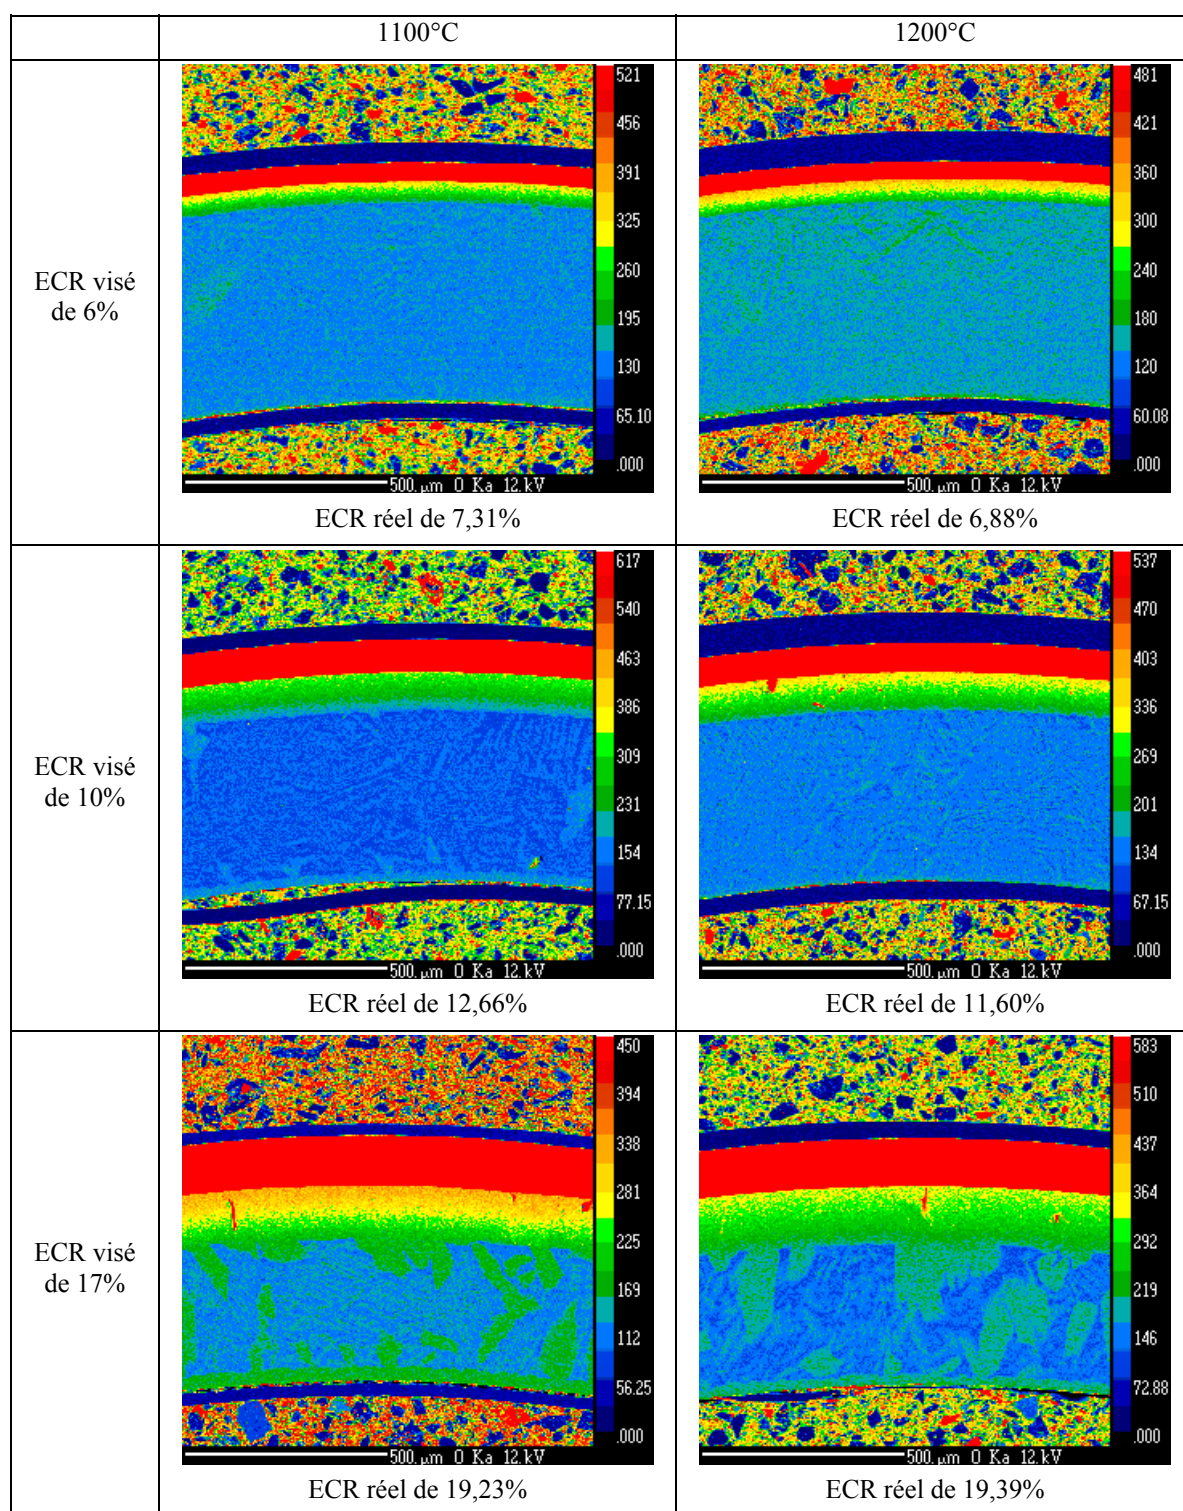 1100°C
1200°C
ECR visé
de 6%
521
456
391
325
260
195
130
65.10
.000
500. µm O Ka 12.kV
ECR réel de 7,31%
481
421
360
300
240
180
120
60.08
.000
500. µm O Ka 12.kV
ECR réel de 6,88%
ECR visé
de 10%
617
540
463
386
309
231
154
77.15
.000
500. µm O Ka 12.kV
ECR réel de 12,66%
537
470
403
336
269
201
134
67.15
.000
500. µm O Ka 12.kV
ECR réel de 11,60%
ECR visé
de 17%
450
394
338
281
225
169
112
56.25
.000
500. µm O Ka 12.kV
ECR réel de 19,23%
583
510
437
364
292
219
146
72.88
.000
500. µm O Ka 12.kV
ECR réel de 19,39%